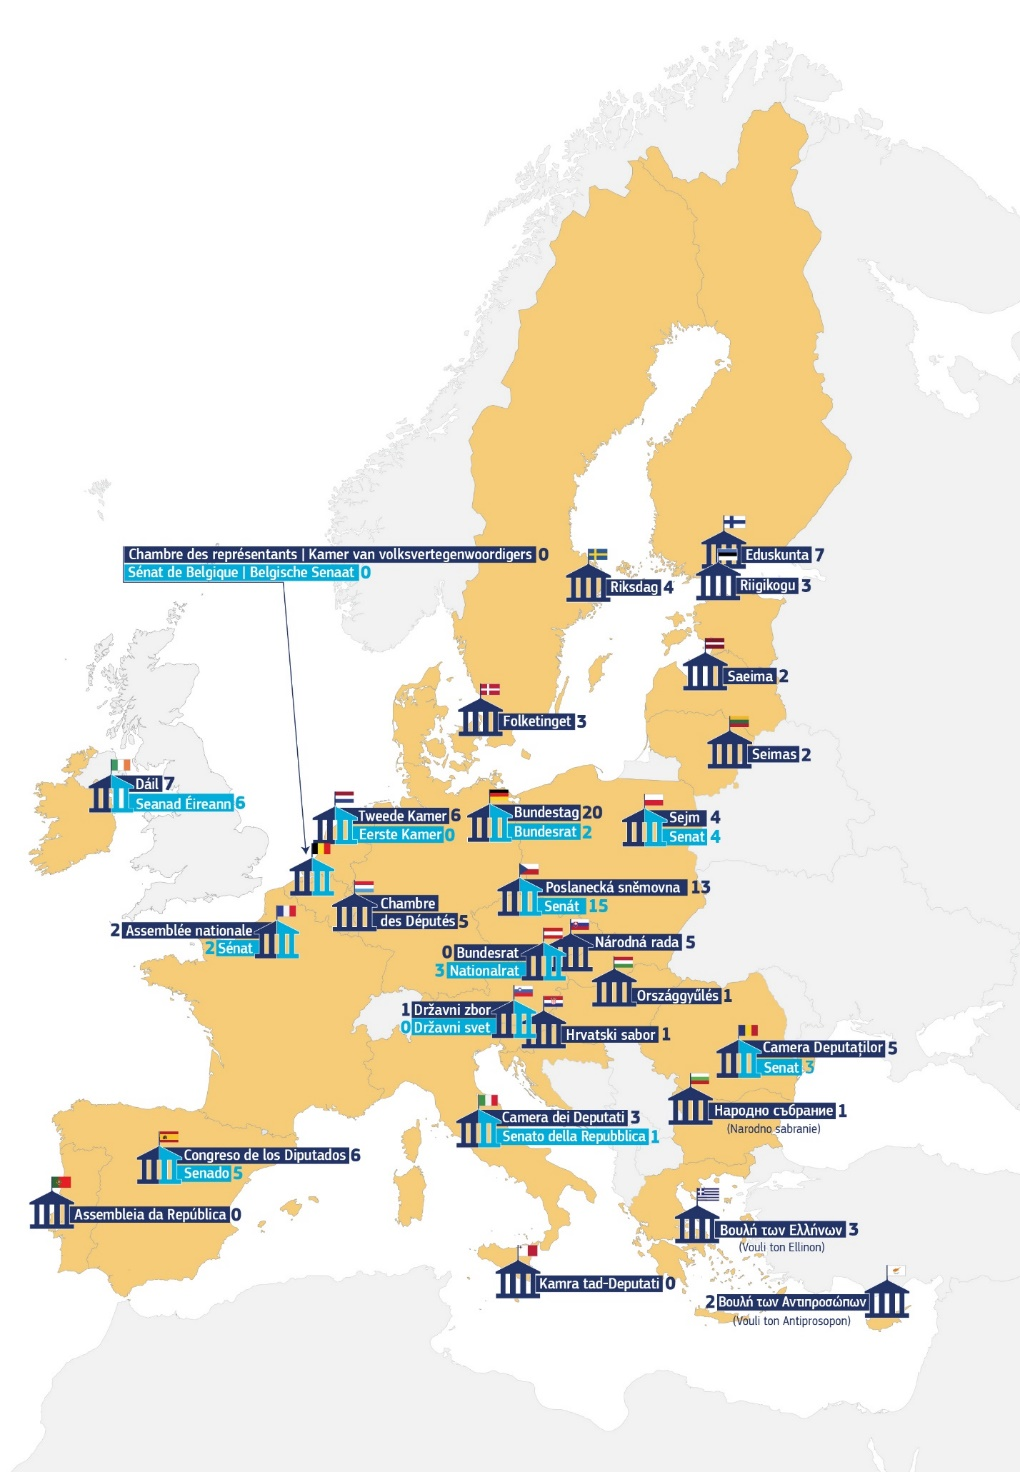 Chambre des représentants | Kamer van volksvertegenwoordigers 0
Sénat de Belgique | Belgische Senaat 0
Eduskunta 7
Riksdag 4
Riigikogu 3
Saeima 2
Folketinget 3
Seimas 2
Dáil 7
Seanad Éireann 6
Tweede Kamer 6
Eerste Kamer 0
Bundestag 20
Bundesrat 2
Sejm 4
Senat 4
Poslanecká sněmovna 13
Senát 15
Chambre
des Députés 5
2 Assemblée nationale
2 Sénat
Národná rada 5
0 Bundesrat
3 Nationalrat
Országgyűlés 1
1 Državni zbor
0 Državni svet
Hrvatski sabor 1
Camera Deputaților 5
Senat 3
Народно събрание 1
(Narodno sabranie)
Camera dei Deputati 3
Senato della Repubblica 1
Congreso de los Diputados 6
Senado 5
Assembleia da República 0
Βουλή των Ελλήνων 3
(Vouli ton Ellinon)
Kamra tad-Deputati 0
2 Βουλή των Αντιπροσώπων
(Vouli ton Antiprosopon)